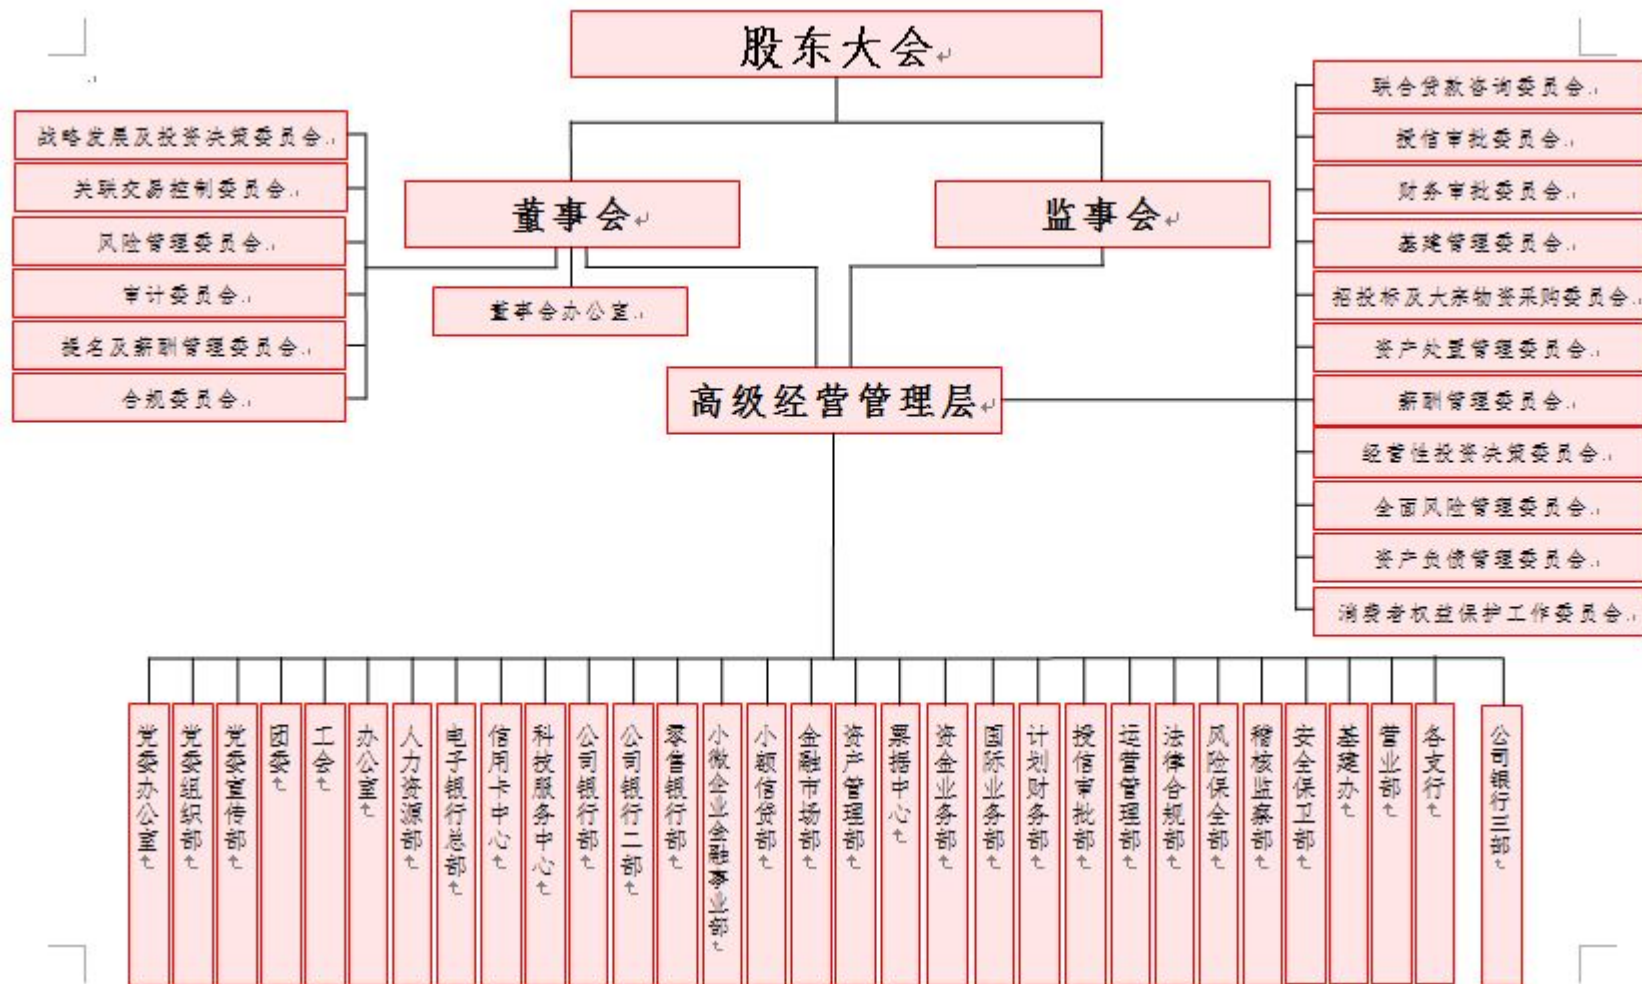 股东大会
董事会
监事会
董事会办公室
高级经营管理层
战略发展及投资决策委员会
关联交易控制委员会
风险管理委员会
审计委员会
提名及薪酬管理委员会
合规委员会
联合贷款咨询委员会
授信审批委员会
财务审批委员会
基建管理委员会
招投标及大宗物资采购委员会
资产处置管理委员会
薪酬管理委员会
经营性投资决策委员会
全面风险管理委员会
资产负债管理委员会
消费者权益保护工作委员会
党委办公室
党委组织部
党委宣传部
团委
工会
办公室
人力资源部
电子银行总部
信用卡中心
科技服务中心
公司银行部
公司银行二部
零售银行部
小微企业金融事业部
小额信贷部
金融市场部
资产管理部
票据中心
资金业务部
国际业务部
计划财务部
授信审批部
运营管理部
法律合规部
风险保全部
稽核监察部
安全保卫部
基建办
营业部
各支行
公司银行三部